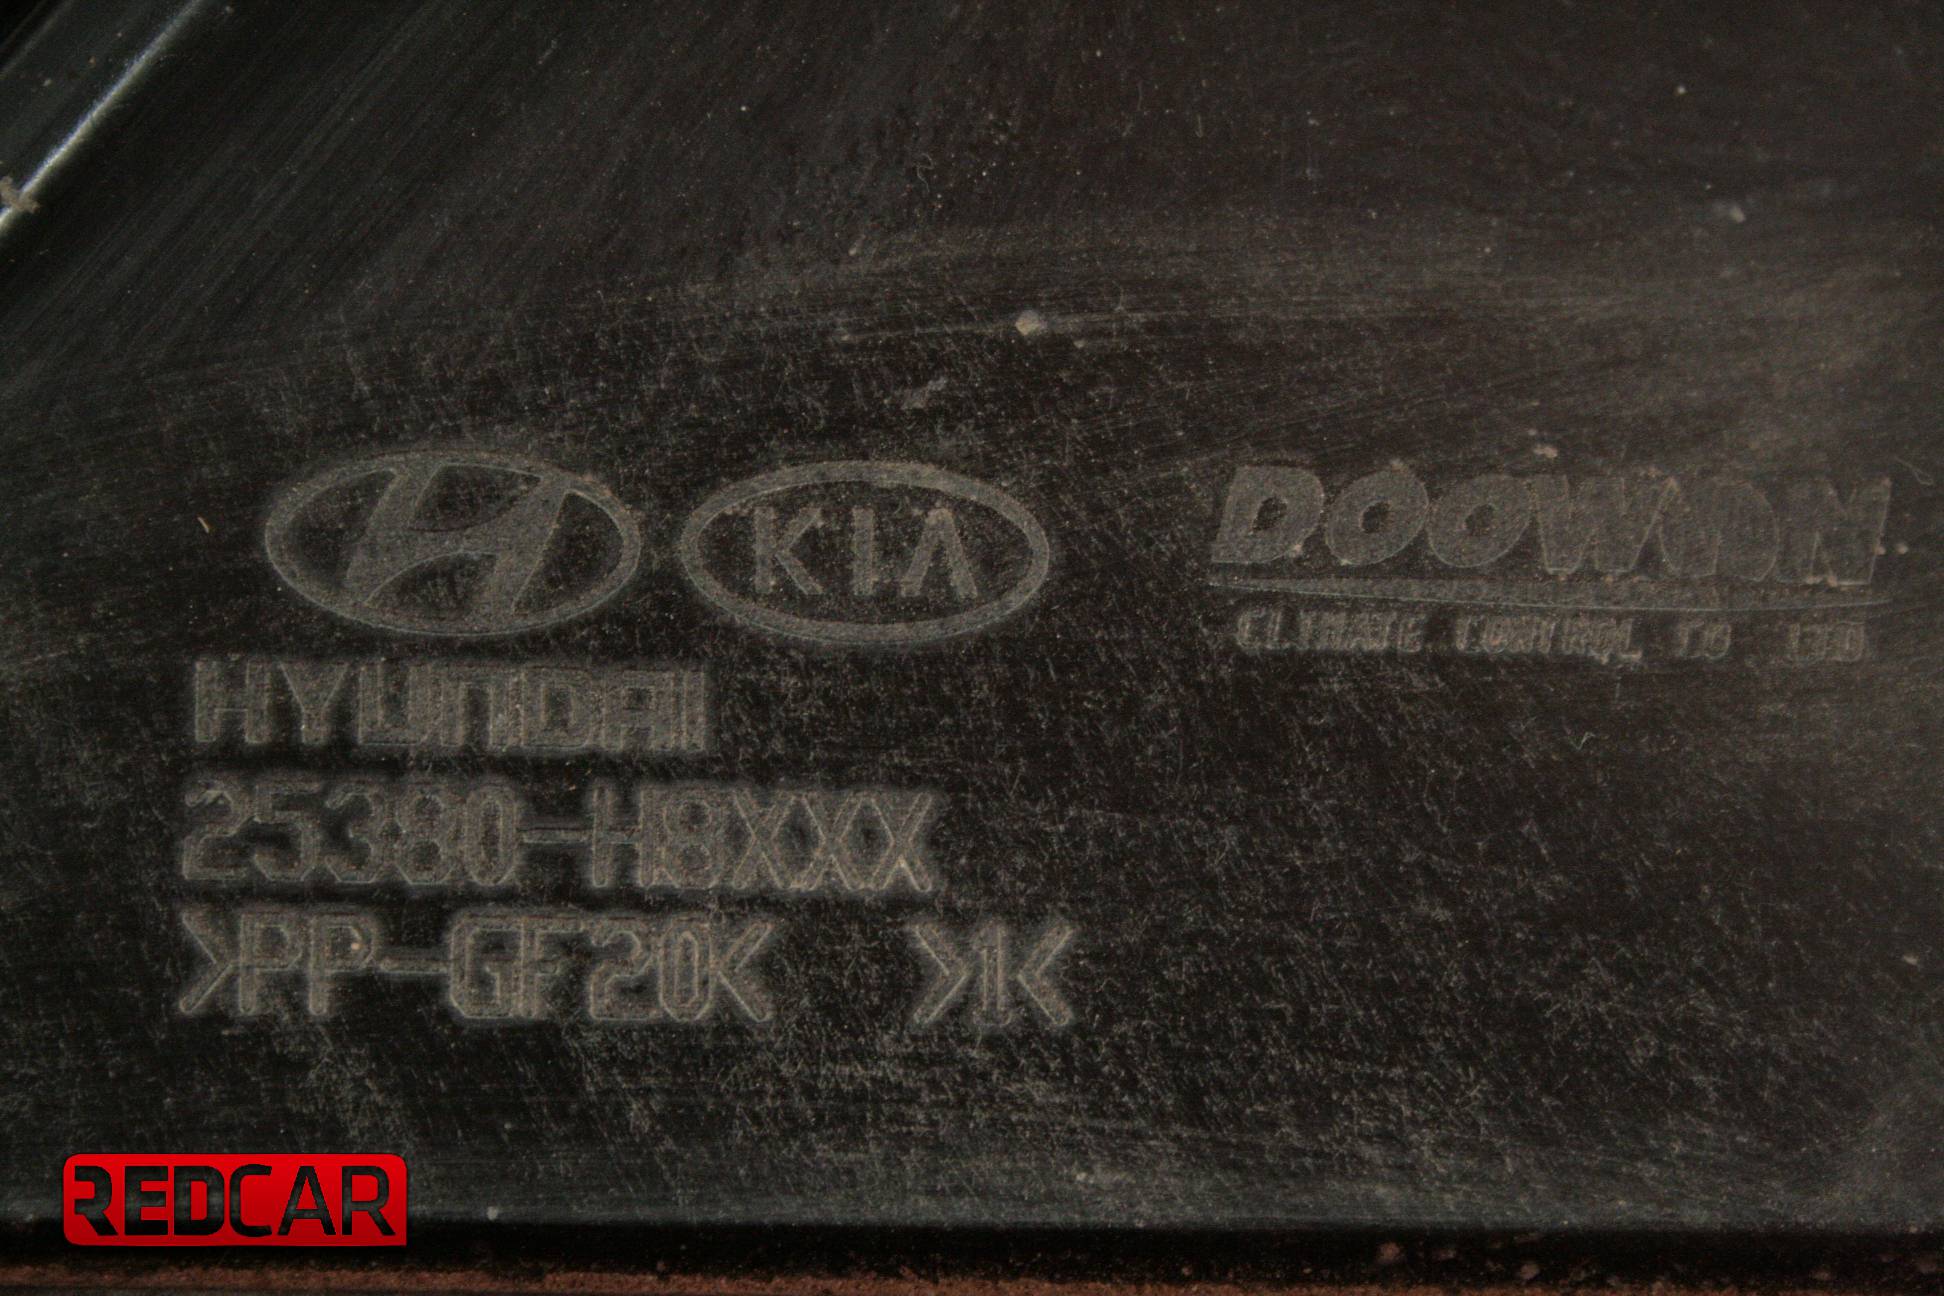 KIA
DOOWON
CLIMATE CONTROL CO LTD
HYUNDAI
25380-H8XXX
>PP-GF20< >1<
REDCAR